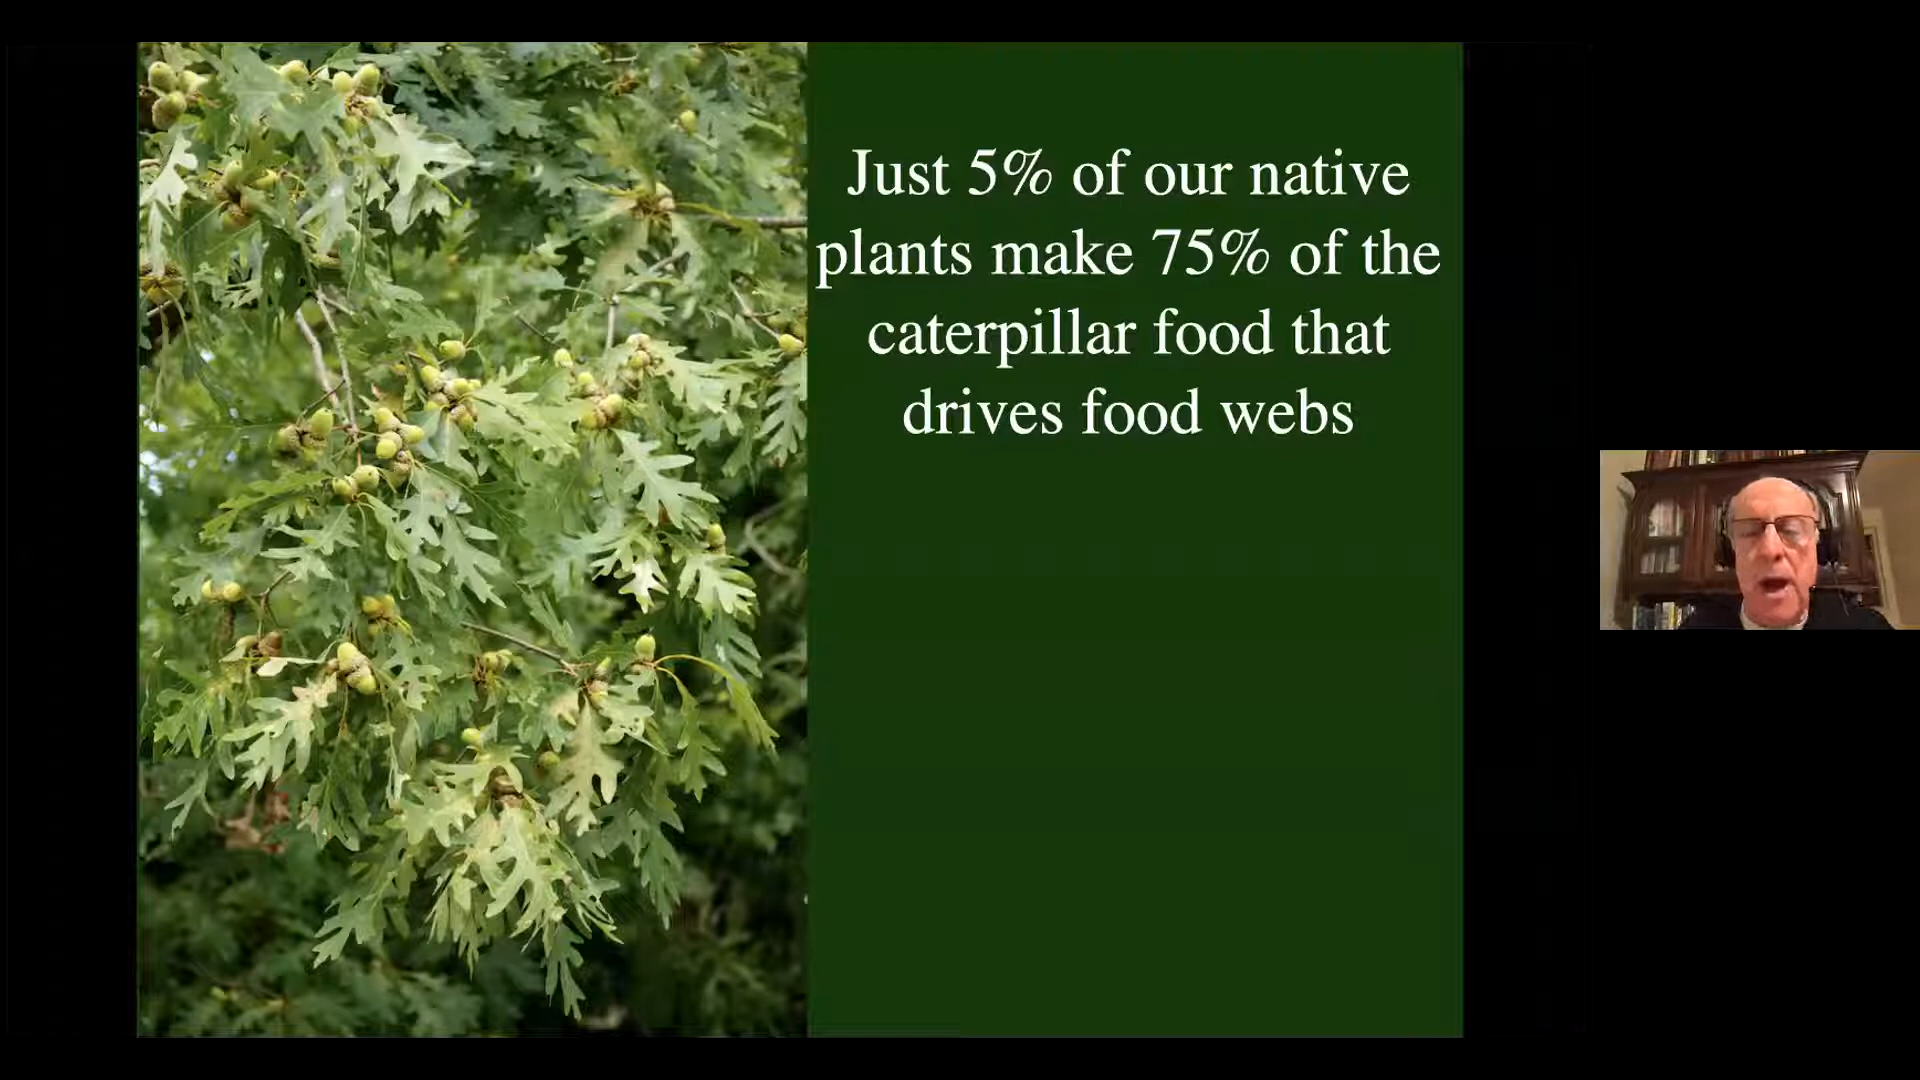 Just 5% of our native
plants make 75% of the
caterpillar food that
drives food webs